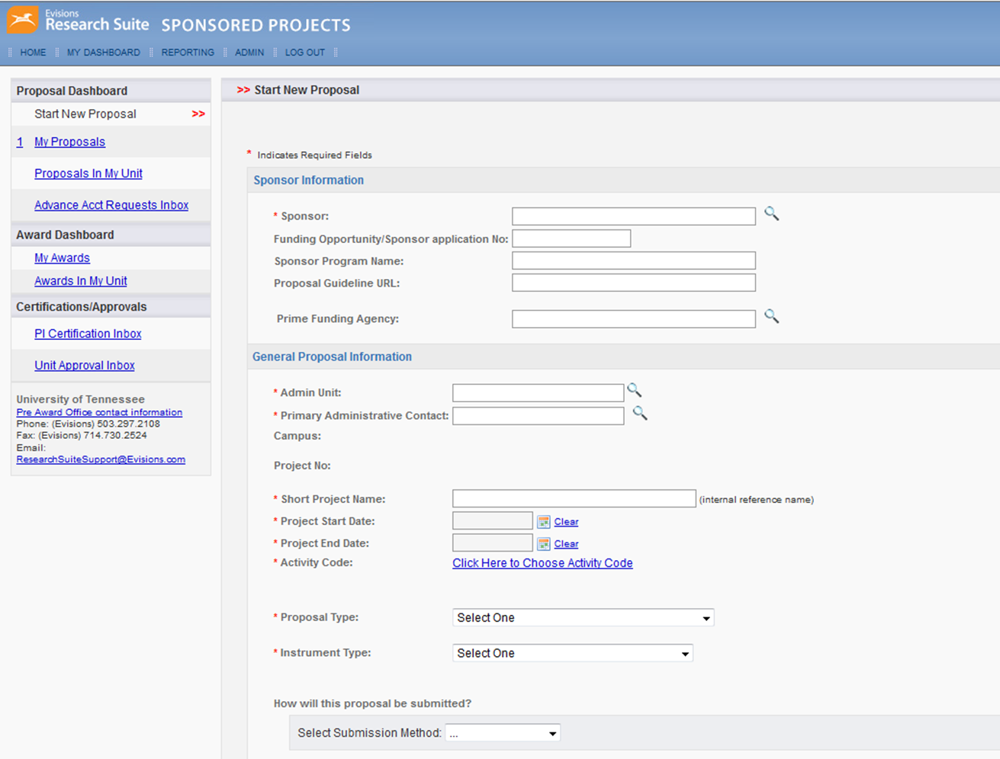 Evisions
Research Suite SPONSORED PROJECTS
HOME MY DASHBOARD REPORTING ADMIN LOG OUT
Proposal Dashboard
Start New Proposal >>
1 My Proposals
Proposals In My Unit
Advance Acct Requests Inbox
Award Dashboard
My Awards
Awards In My Unit
Certifications/Approvals
PI Certification Inbox
Unit Approval Inbox
University of Tennessee
Pre Award Office contact information
Phone: (Evisions) 503.297.2108
Fax: (Evisions) 714.730.2524
Email:
ResearchSuiteSupport@Evisions.com
>> Start New Proposal
* Indicates Required Fields
Sponsor Information
* Sponsor:
Funding Opportunity/Sponsor application No:
Sponsor Program Name:
Proposal Guideline URL:
Prime Funding Agency:
General Proposal Information
* Admin Unit:
* Primary Administrative Contact:
Campus:
Project No:
* Short Project Name: (internal reference name)
* Project Start Date: Clear
* Project End Date: Clear
* Activity Code: Click Here to Choose Activity Code
* Proposal Type: Select One
* Instrument Type: Select One
How will this proposal be submitted?
Select Submission Method: ...